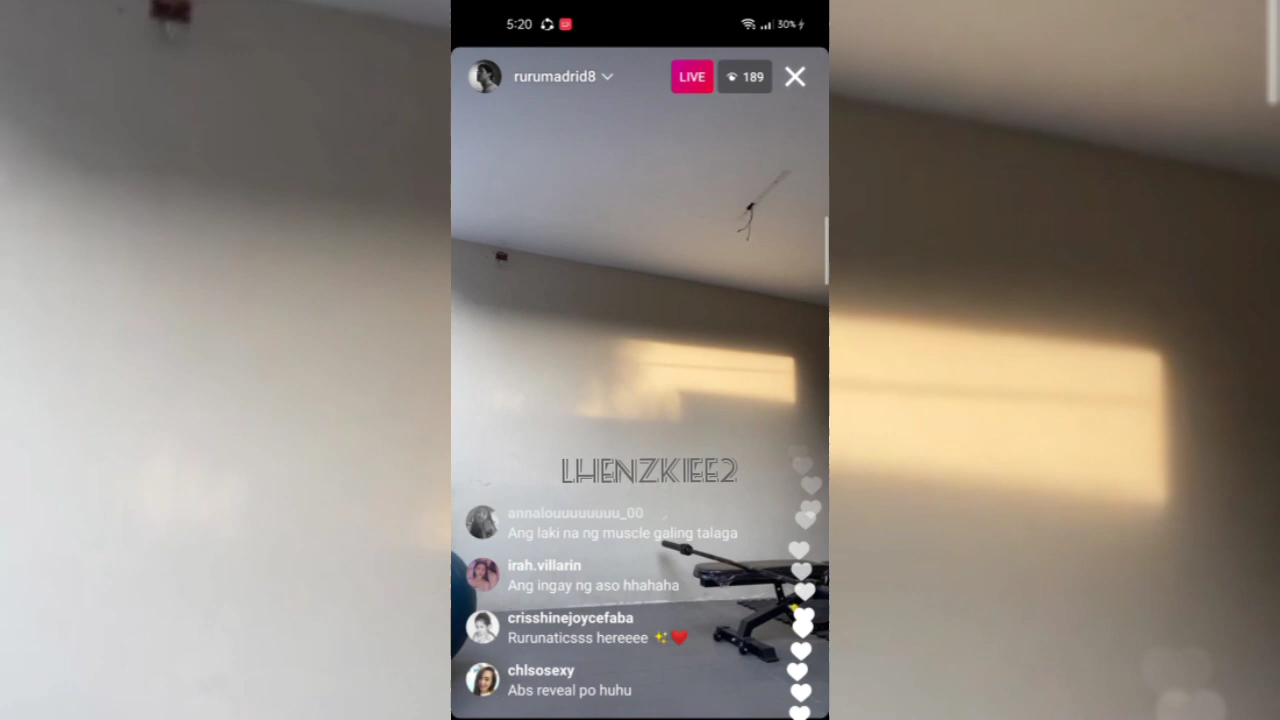 5:20
30%
rurumadrid8
LIVE
189
LHENZKIEE2
annalouuuuuuuu_00
Ang laki na ng muscle galing talaga
irah.villarin
Ang ingay ng aso hhahaha
crisshinejoycefaba
Rurunaticsss hereeee ✨❤️
chlsosexy
Abs reveal po huhu